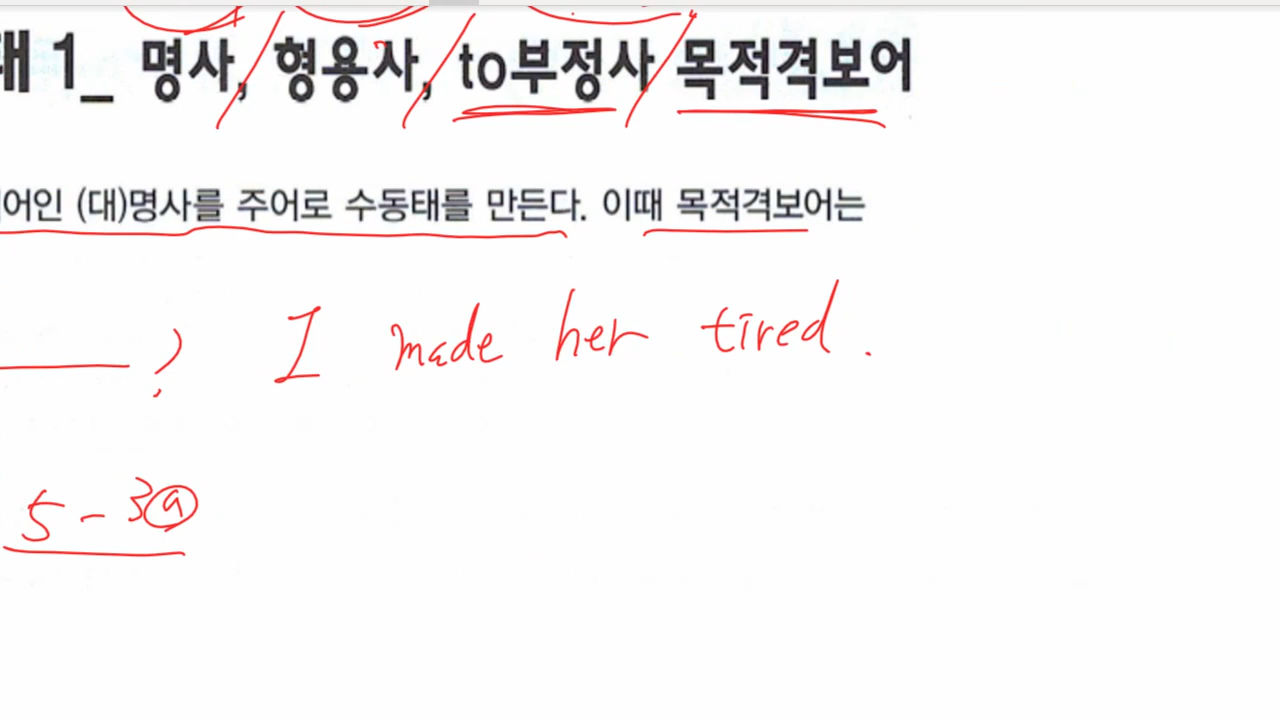 태 1_ 명사, 형용사, to부정사 목적격보어
어인 (대)명사를 주어로 수동태를 만든다. 이때 목적격보어는
? I made her tired.
5-3ⓐ